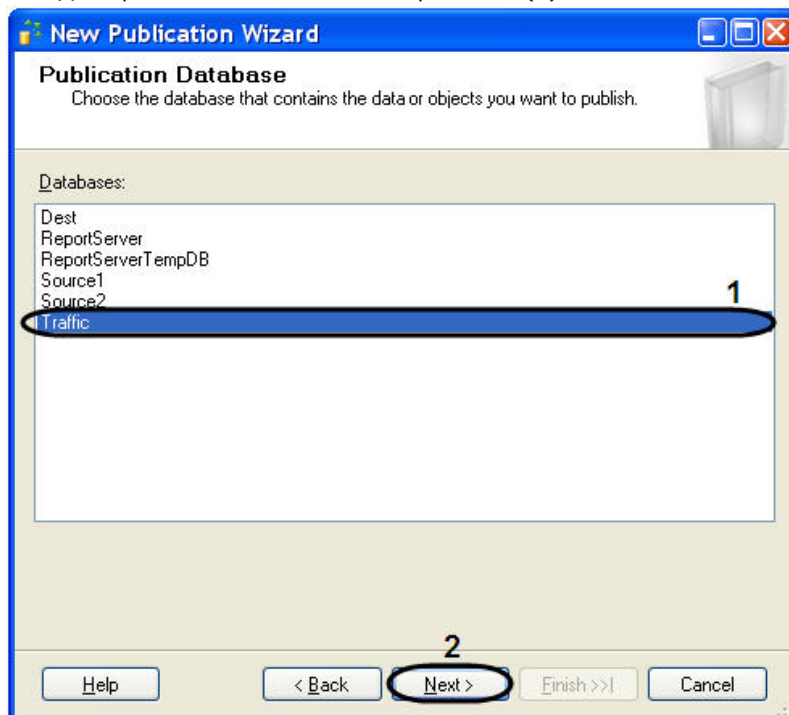 New Publication Wizard
Publication Database
Choose the database that contains the data or objects you want to publish.
Databases:
Dest
ReportServer
ReportServerTempDB
Source1
Source2
1
Traffic
2
Help
< Back
Next >
Finish >>|
Cancel